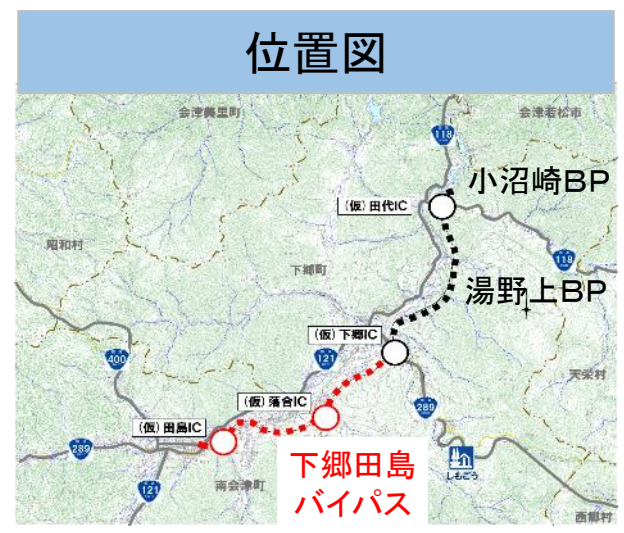 位置図
会津美里町
会津若松市
118
小沼崎BP
(仮)田代IC
昭和村
118
下郷町
湯野上BP
(仮)下郷IC
121
400
天栄村
(仮)落合IC
289
(仮)田島IC
289
下郷田島
バイパス
しもごう
121
南会津町
西郷村